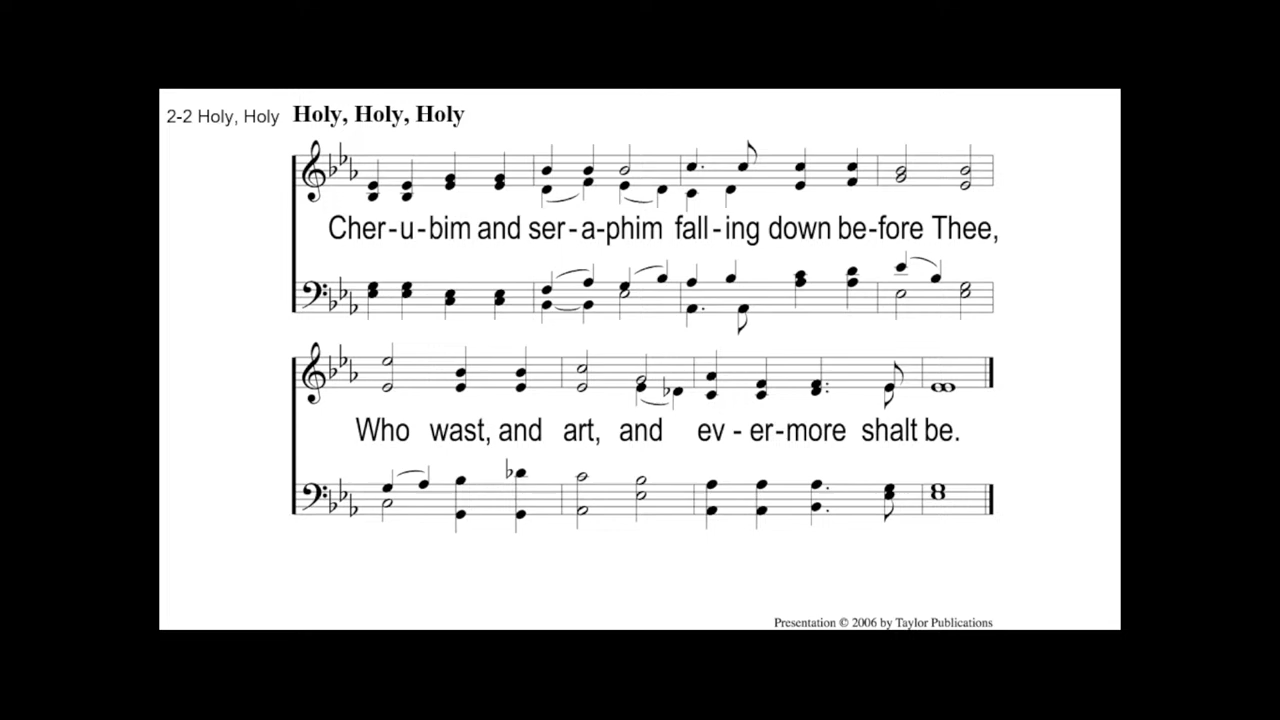 2-2 Holy, Holy Holy, Holy, Holy
Cher-u-bim and ser-a-phim fall-ing down be-fore Thee,
Who wast, and art, and ev-er-more shalt be.
Presentation © 2006 by Taylor Publications